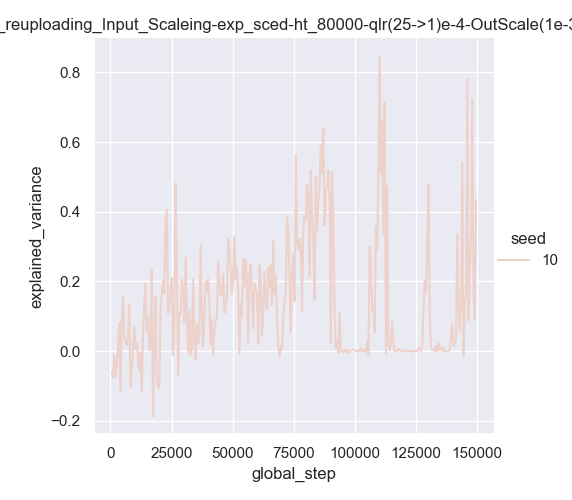 _reuploading_Input_Scaleing-exp_sced-ht_80000-qlr(25->1)e-4-OutScale(1e-3
explained_variance
0.8
0.6
0.4
0.2
0.0
−0.2
0 25000 50000 75000 100000 125000 150000
global_step
seed
10